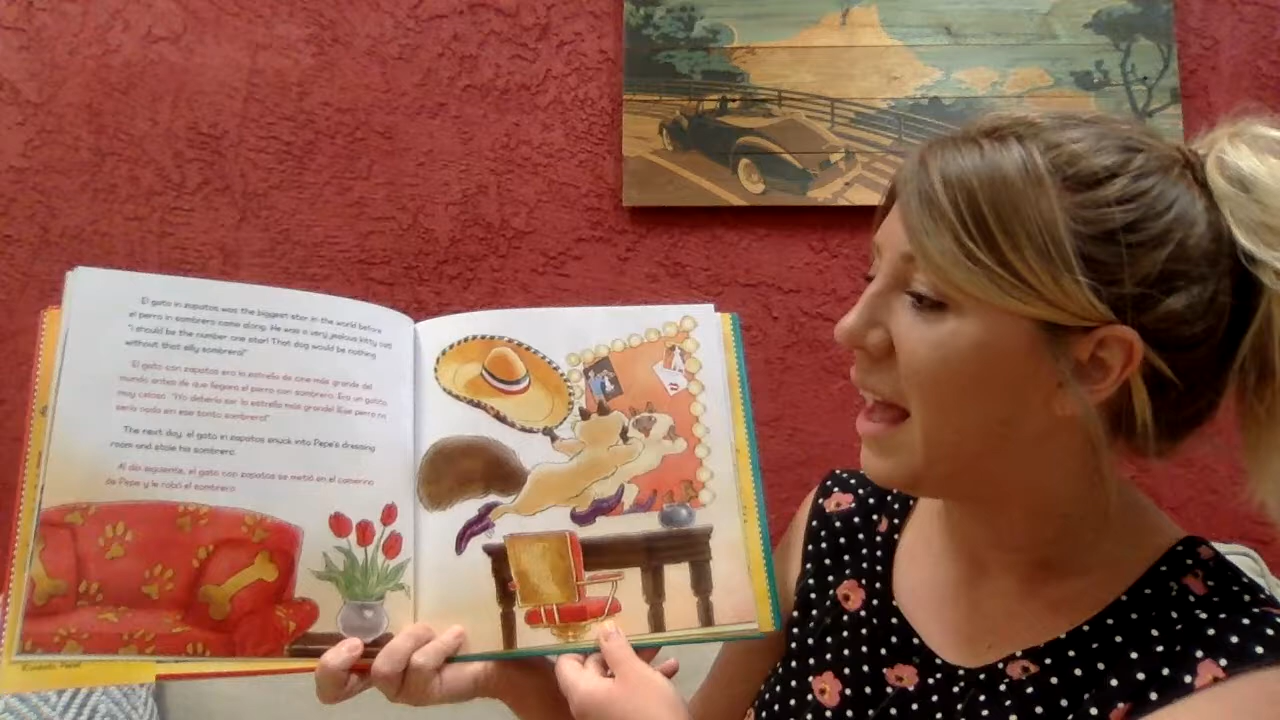 El gato in zapatos was the biggest star in the world before
el perro in sombrero came along. He was a very jealous kitty cat.
"I should be the number one star! That dog would be nothing
without that silly sombrero!"
El gato con zapatos era la estrella de cine más grande del
mundo antes de que llegara el perro con sombrero. Era un gatito
muy celoso. "¡Yo debería ser la estrella más grande! ¡Ese perro no
sería nada sin ese tonto sombrero!"
The next day, el gato in zapatos snuck into Pepe's dressing
room and stole his sombrero.
Al día siguiente, el gato con zapatos se metió en el camerino
de Pepe y le robó el sombrero.